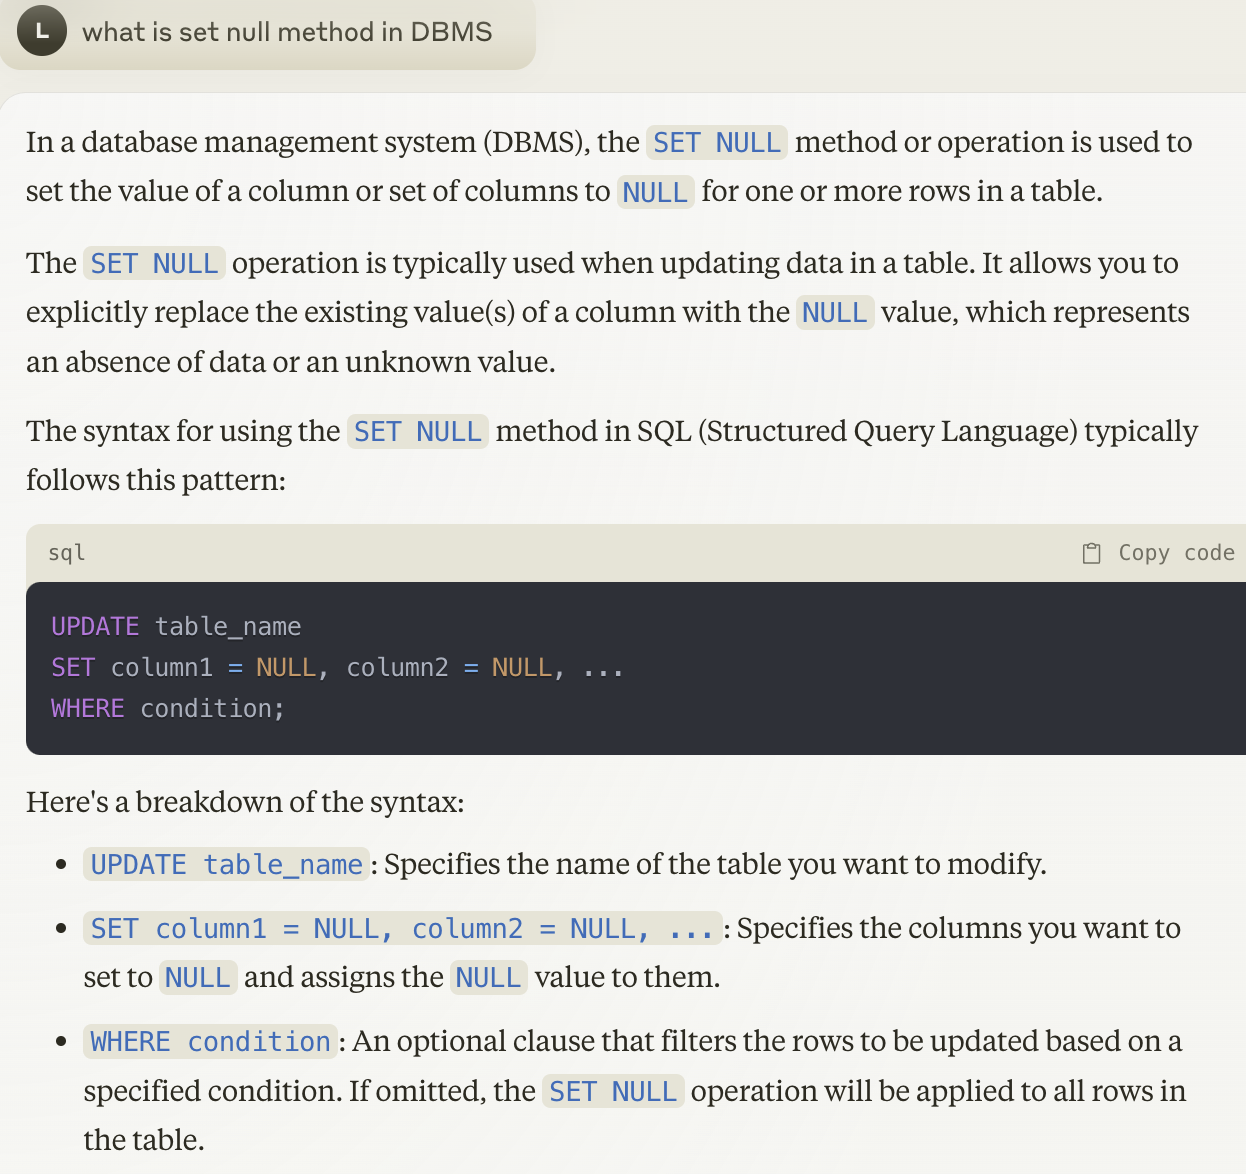 L what is set null method in DBMS
In a database management system (DBMS), the SET NULL method or operation is used to
set the value of a column or set of columns to NULL for one or more rows in a table.
The SET NULL operation is typically used when updating data in a table. It allows you to
explicitly replace the existing value(s) of a column with the NULL value, which represents
an absence of data or an unknown value.
The syntax for using the SET NULL method in SQL (Structured Query Language) typically
follows this pattern:
sql Copy code
UPDATE table_name
SET column1 = NULL, column2 = NULL, ...
WHERE condition;
Here's a breakdown of the syntax:
• UPDATE table_name: Specifies the name of the table you want to modify.
• SET column1 = NULL, column2 = NULL, ...: Specifies the columns you want to
set to NULL and assigns the NULL value to them.
• WHERE condition: An optional clause that filters the rows to be updated based on a
specified condition. If omitted, the SET NULL operation will be applied to all rows in
the table.